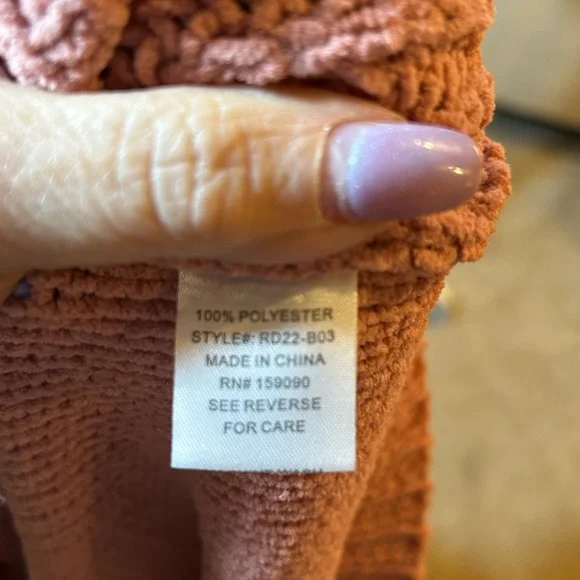 100% POLYESTER
STYLE#: RD22-B03
MADE IN CHINA
RN# 159090
SEE REVERSE
FOR CARE